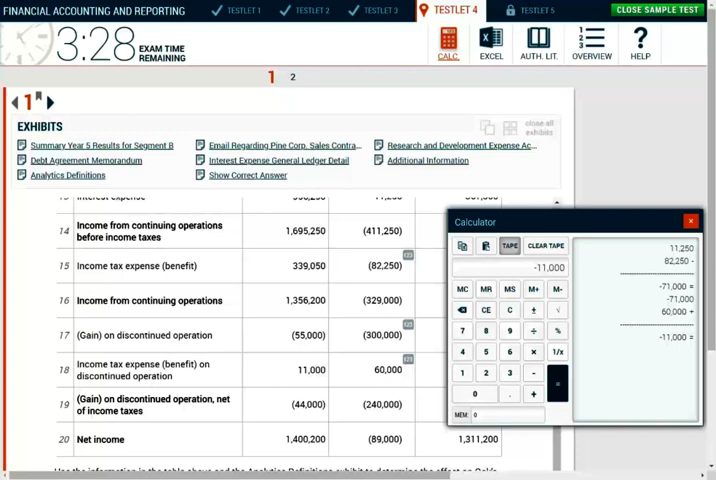 FINANCIAL ACCOUNTING AND REPORTING
TESTLET 1
TESTLET 2
TESTLET 3
TESTLET 4
TESTLET 5
CLOSE SAMPLE TEST
3:28 EXAM TIME REMAINING
CALC.
EXCEL
AUTH. LIT.
OVERVIEW
HELP
1 2
1
EXHIBITS
close all exhibits
Summary Year 5 Results for Segment B
Email Regarding Pine Corp. Sales Contra...
Research and Development Expense Ac...
Debt Agreement Memorandum
Interest Expense General Ledger Detail
Additional Information
Analytics Definitions
Show Correct Answer
14 Income from continuing operations before income taxes 1,695,250 (411,250)
15 Income tax expense (benefit) 339,050 (82,250)
16 Income from continuing operations 1,356,200 (329,000)
17 (Gain) on discontinued operation (55,000) (300,000)
18 Income tax expense (benefit) on discontinued operation 11,000 60,000
19 (Gain) on discontinued operation, net of income taxes (44,000) (240,000)
20 Net income 1,400,200 (89,000) 1,311,200
Calculator
TAPE
CLEAR TAPE
-11,000
MC MR MS M+ M-
CE C ± √
7 8 9 ÷ %
4 5 6 × 1/x
1 2 3 - =
0 . +
MEM: 0
11,250
82,250 -
-71,000 =
-71,000
60,000 +
-11,000 =